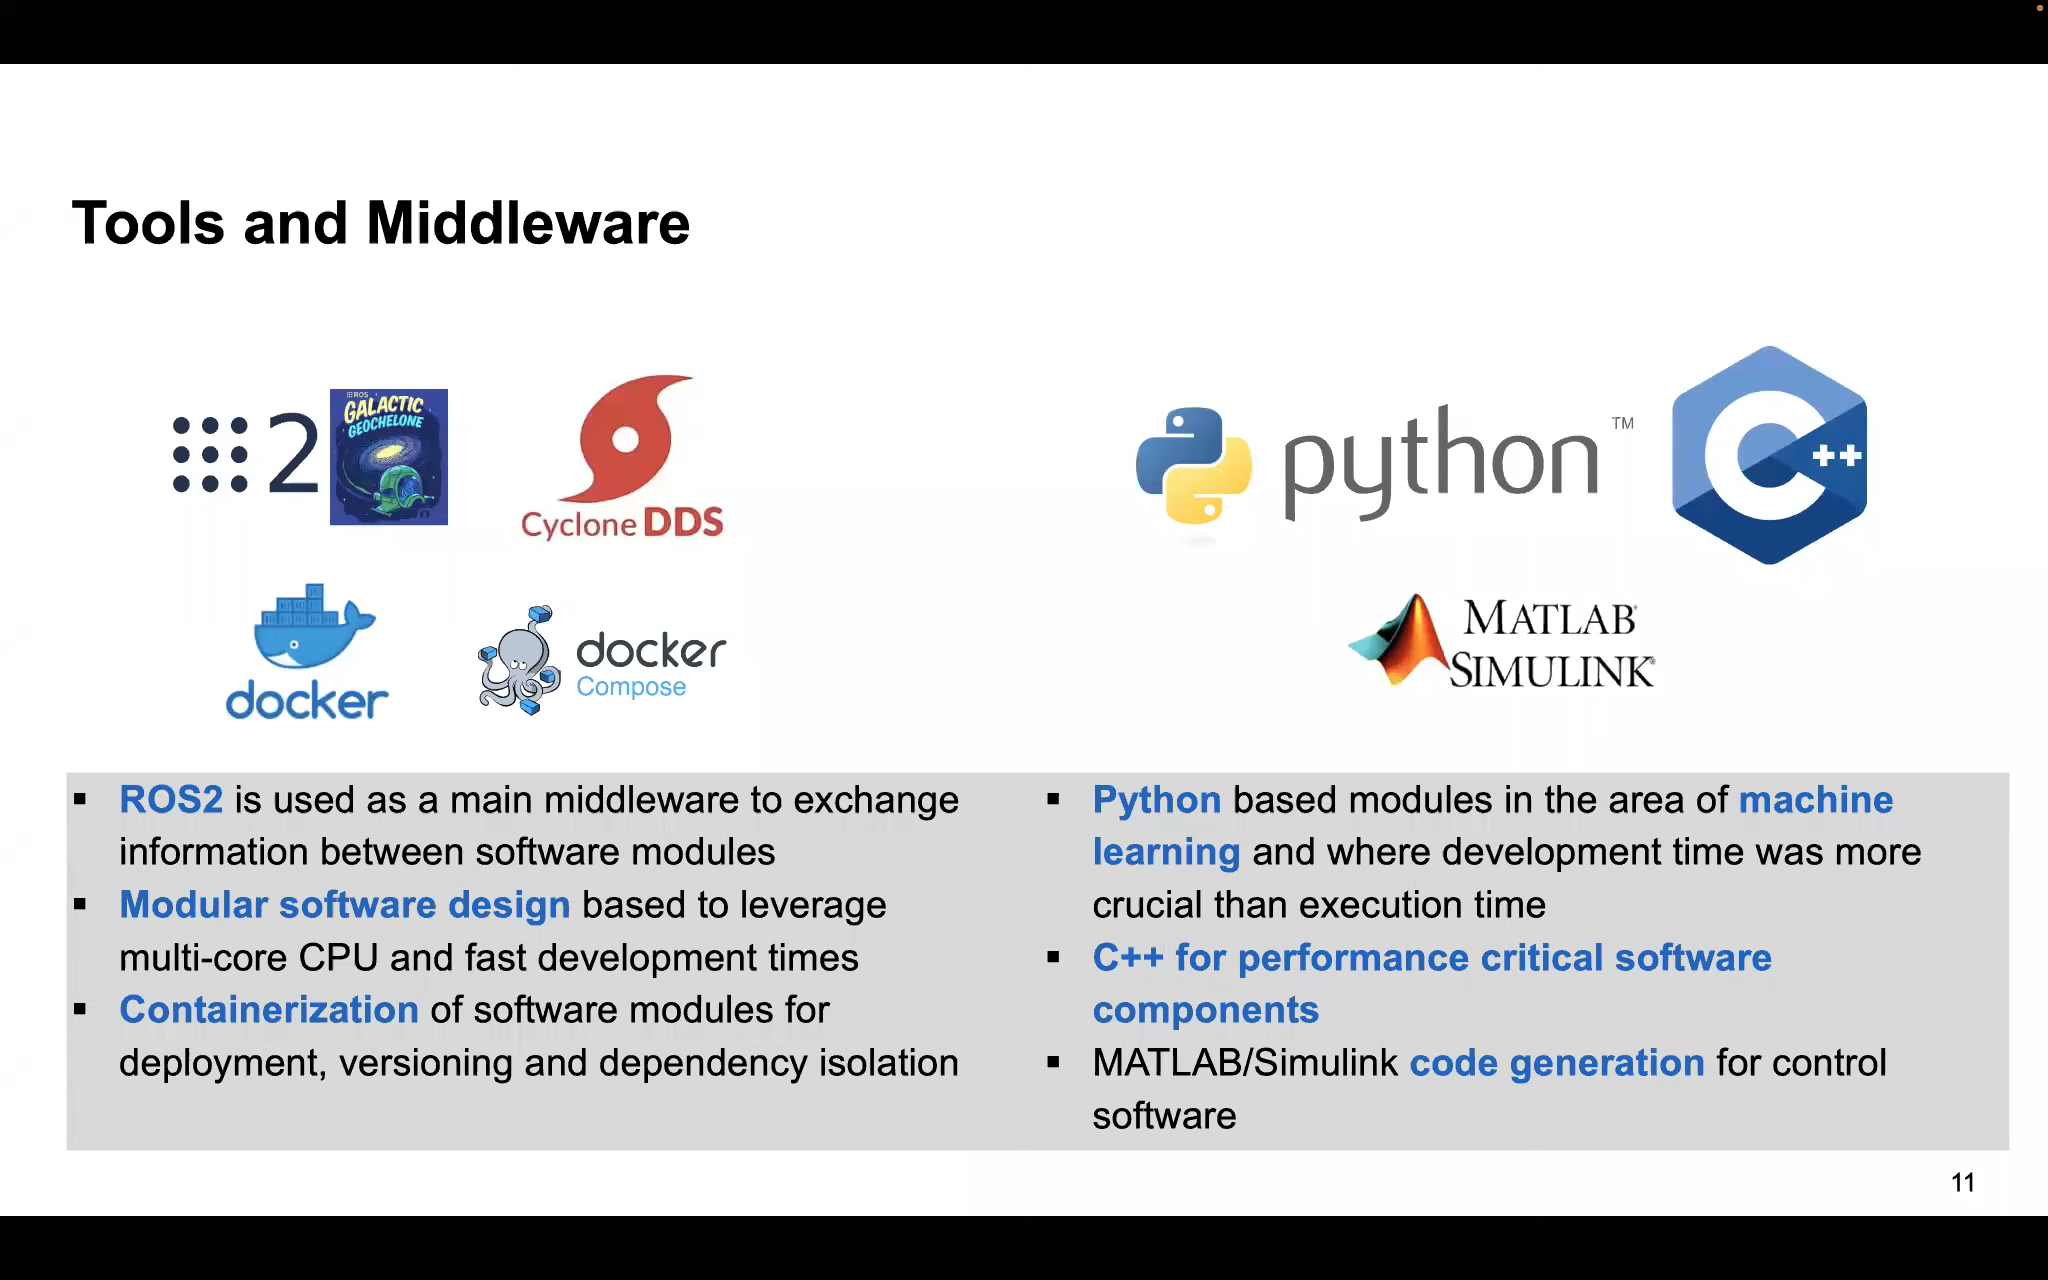 Tools and Middleware
2
ROS
GALACTIC
GEOCHELONE
Cyclone DDS
python TM
C++
docker
docker
Compose
MATLAB®
SIMULINK®
▪ ROS2 is used as a main middleware to exchange
information between software modules
▪ Modular software design based to leverage
multi-core CPU and fast development times
▪ Containerization of software modules for
deployment, versioning and dependency isolation
▪ Python based modules in the area of machine
learning and where development time was more
crucial than execution time
▪ C++ for performance critical software
components
▪ MATLAB/Simulink code generation for control
software
11